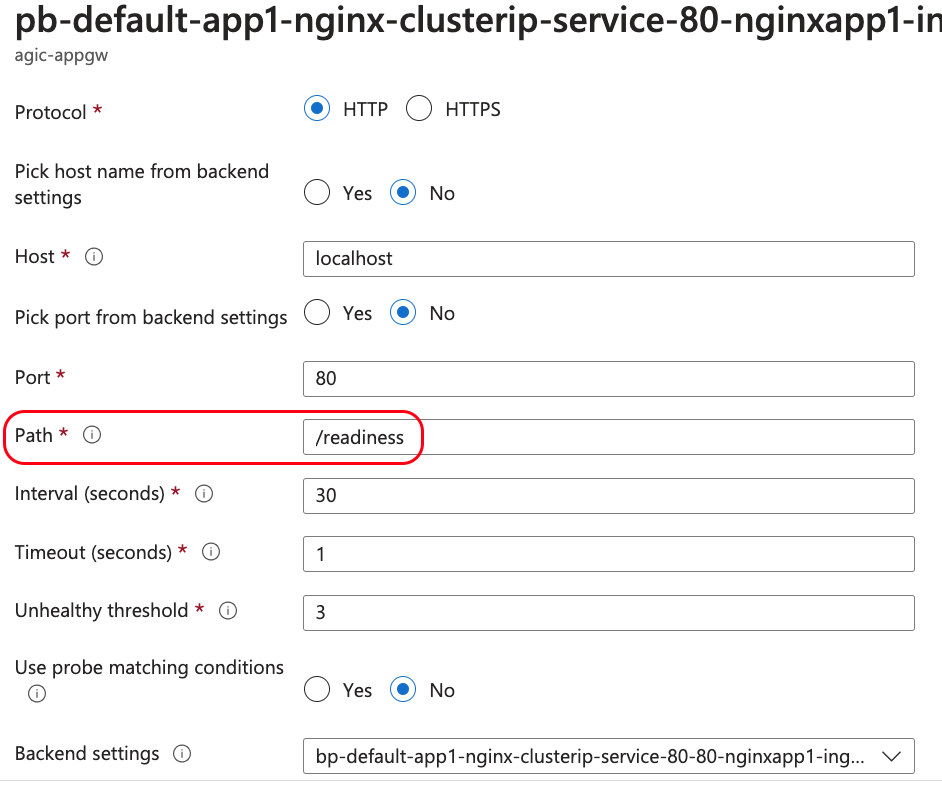 pb-default-app1-nginx-clusterip-service-80-nginxapp1-in
agic-appgw
Protocol * HTTP HTTPS
Pick host name from backend
settings Yes No
Host * localhost
Pick port from backend settings Yes No
Port * 80
Path * /readiness
Interval (seconds) * 30
Timeout (seconds) * 1
Unhealthy threshold * 3
Use probe matching conditions
Yes No
Backend settings bp-default-app1-nginx-clusterip-service-80-80-nginxapp1-ing...